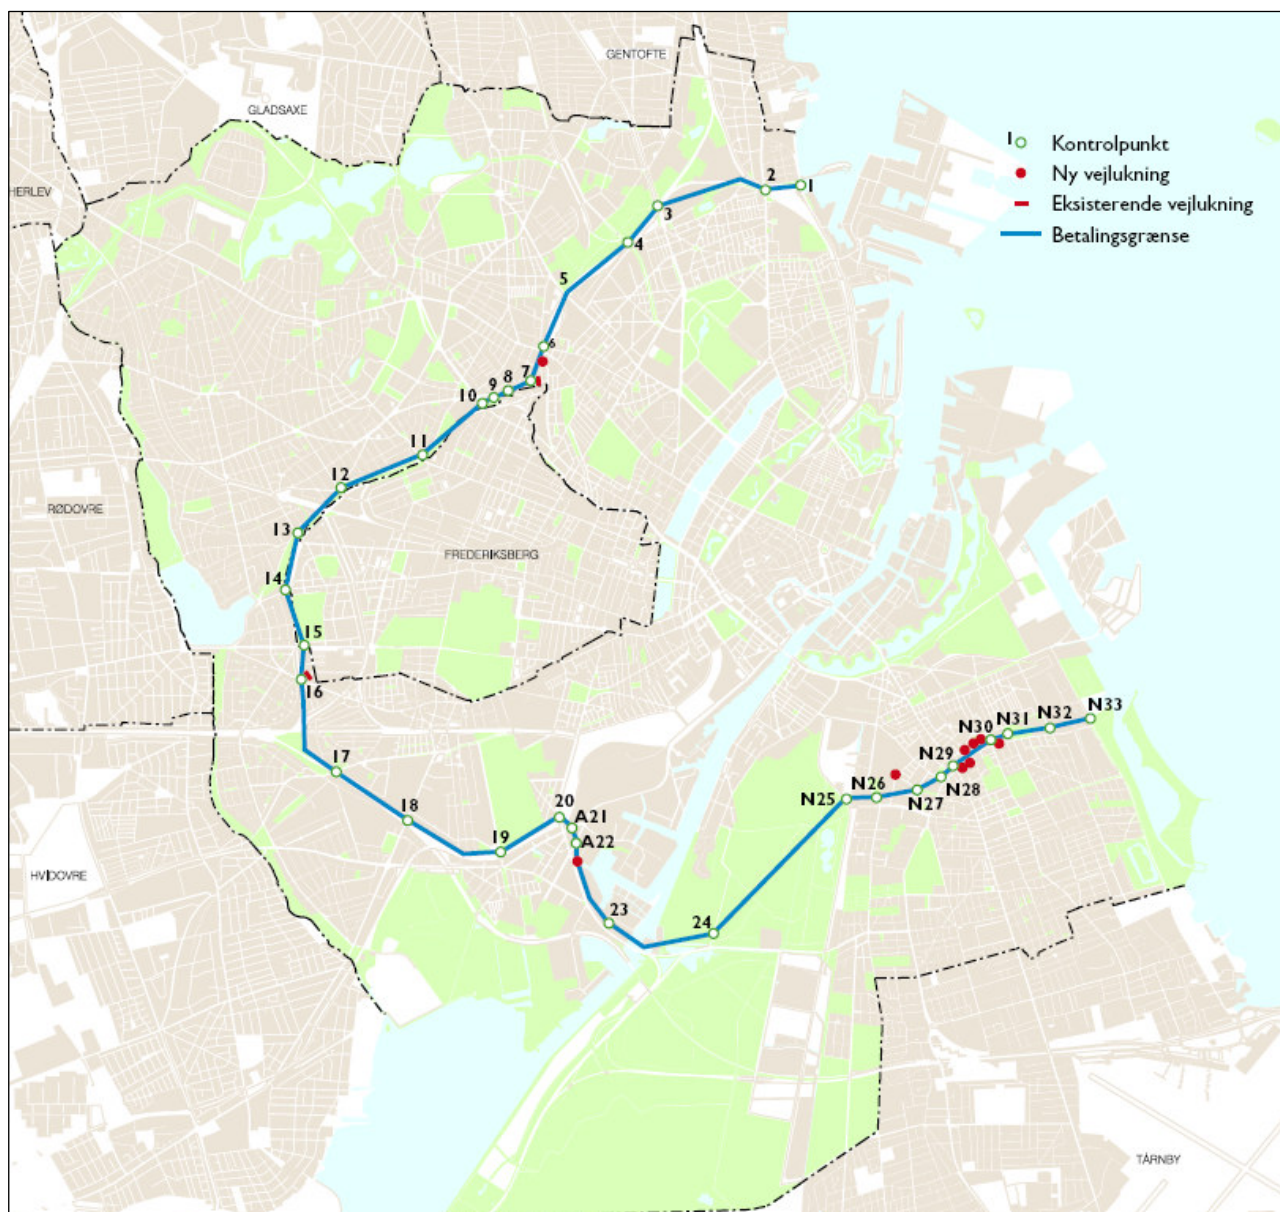 GENTOFTE
GLADSAXE
HERLEV
1 Kontrolpunkt
Ny vejlukning
Eksisterende vejlukning
Betalingsgrænse
2
1
3
4
5
6
7
8
9
10
11
12
13
14
15
16
RØDOVRE
FREDERIKSBERG
17
18
19
20
A21
A22
23
24
N25
N26
N27
N28
N29
N30
N31
N32
N33
HVIDOVRE
TÅRNBY